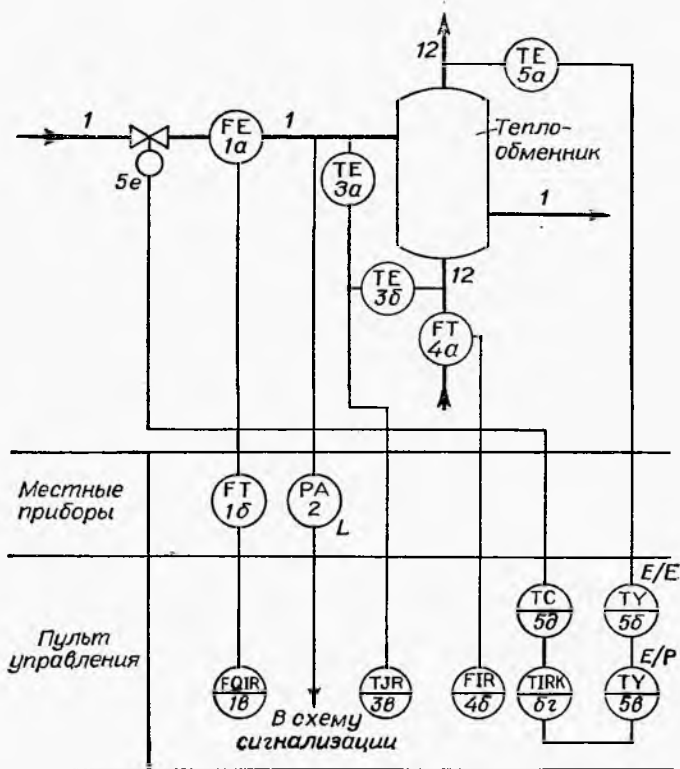 12
TE
5а
1
FE
1а
1
Тепло-
обменник
5е
TE
3а
1
TE
3б
12
FT
4а
Местные
приборы
FT
1б
PA
2
L
E/E
TC
5д
TY
5б
Пульт
управления
E/P
FQIR
1в
TJR
3в
FIR
4б
TIRK
5г
TY
5в
В схему
сигнализации